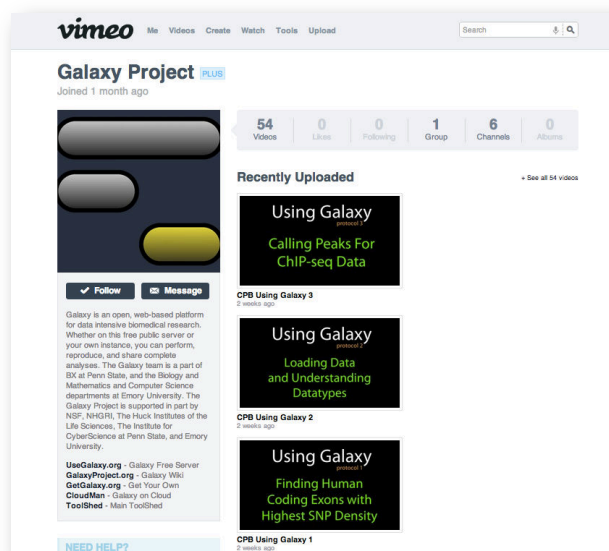 vimeo Me Videos Create Watch Tools Upload Search
Galaxy Project PLUS
Joined 1 month ago
54 0 0 1 6 0
Videos Likes Following Group Channels Albums
Recently Uploaded + See all 54 videos
Using Galaxy
protocol 3
Calling Peaks For
ChIP-seq Data
CPB Using Galaxy 3
2 weeks ago
Using Galaxy
protocol 2
Loading Data
and Understanding
Datatypes
CPB Using Galaxy 2
2 weeks ago
Using Galaxy
protocol 1
Finding Human
Coding Exons with
Highest SNP Density
CPB Using Galaxy 1
2 weeks ago
Follow Message
Galaxy is an open, web-based platform
for data intensive biomedical research.
Whether on this free public server or
your own instance, you can perform,
reproduce, and share complete
analyses. The Galaxy team is a part of
BX at Penn State, and the Biology and
Mathematics and Computer Science
departments at Emory University. The
Galaxy Project is supported in part by
NSF, NHGRI, The Huck Institutes of the
Life Sciences, The Institute for
CyberScience at Penn State, and Emory
University.
UseGalaxy.org - Galaxy Free Server
GalaxyProject.org - Galaxy Wiki
GetGalaxy.org - Get Your Own
CloudMan - Galaxy on Cloud
ToolShed - Main ToolShed
NEED HELP?